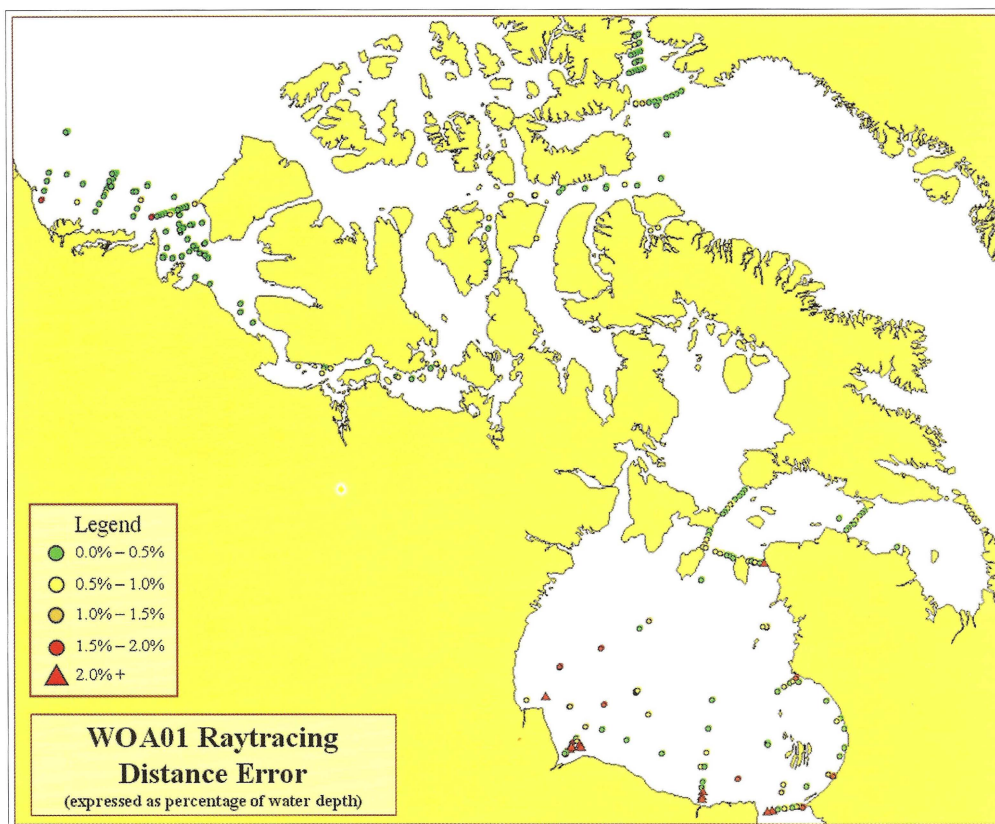 Legend
0.0% – 0.5%
0.5% – 1.0%
1.0% – 1.5%
1.5% – 2.0%
2.0% +
WOA01 Raytracing
Distance Error
(expressed as percentage of water depth)